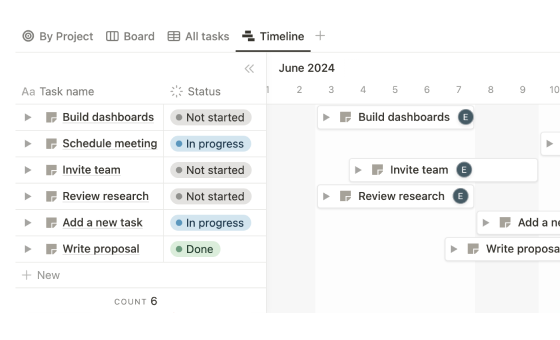 By Project Board All tasks Timeline +
June 2024
Aa Task name Status 1 2 3 4 5 6 7 8 9 10
Build dashboards Not started Build dashboards E
Schedule meeting In progress
Invite team Not started Invite team E
Review research Not started Review research E
Add a new task In progress Add a ne
Write proposal Done Write proposa
+ New
COUNT 6